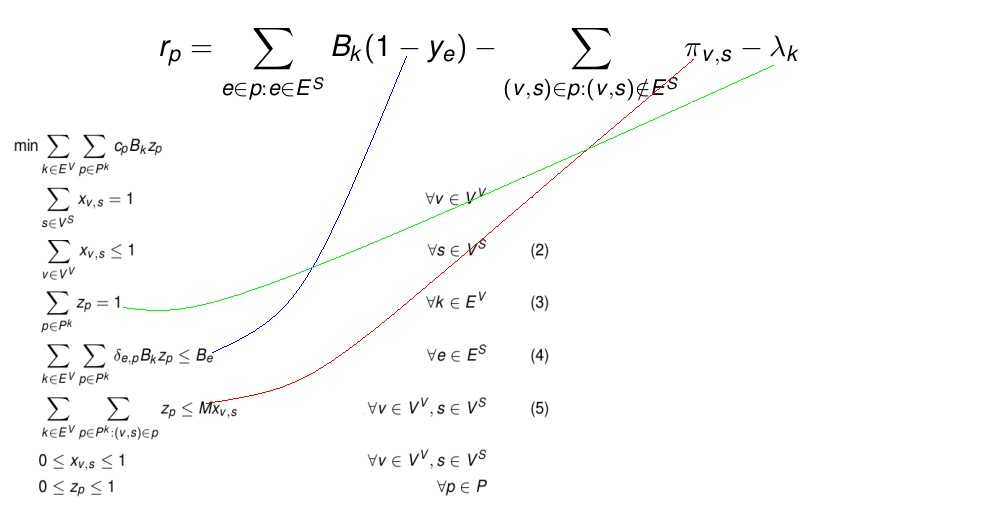 r_p = ∑_{e∈p:e∈E^S} B_k(1 − y_e) − ∑_{(v,s)∈p:(v,s)∉E^S} π_{v,s} − λ_k
min ∑_{k∈E^V} ∑_{p∈P^k} c_p B_k z_p
∑_{s∈V^S} x_{v,s} = 1 ∀v ∈ V^V
∑_{v∈V^V} x_{v,s} ≤ 1 ∀s ∈ V^S (2)
∑_{p∈P^k} z_p = 1 ∀k ∈ E^V (3)
∑_{k∈E^V} ∑_{p∈P^k} δ_{e,p} B_k z_p ≤ B_e ∀e ∈ E^S (4)
∑_{k∈E^V} ∑_{p∈P^k:(v,s)∈p} z_p ≤ Mx_{v,s} ∀v ∈ V^V, s ∈ V^S (5)
0 ≤ x_{v,s} ≤ 1 ∀v ∈ V^V, s ∈ V^S
0 ≤ z_p ≤ 1 ∀p ∈ P